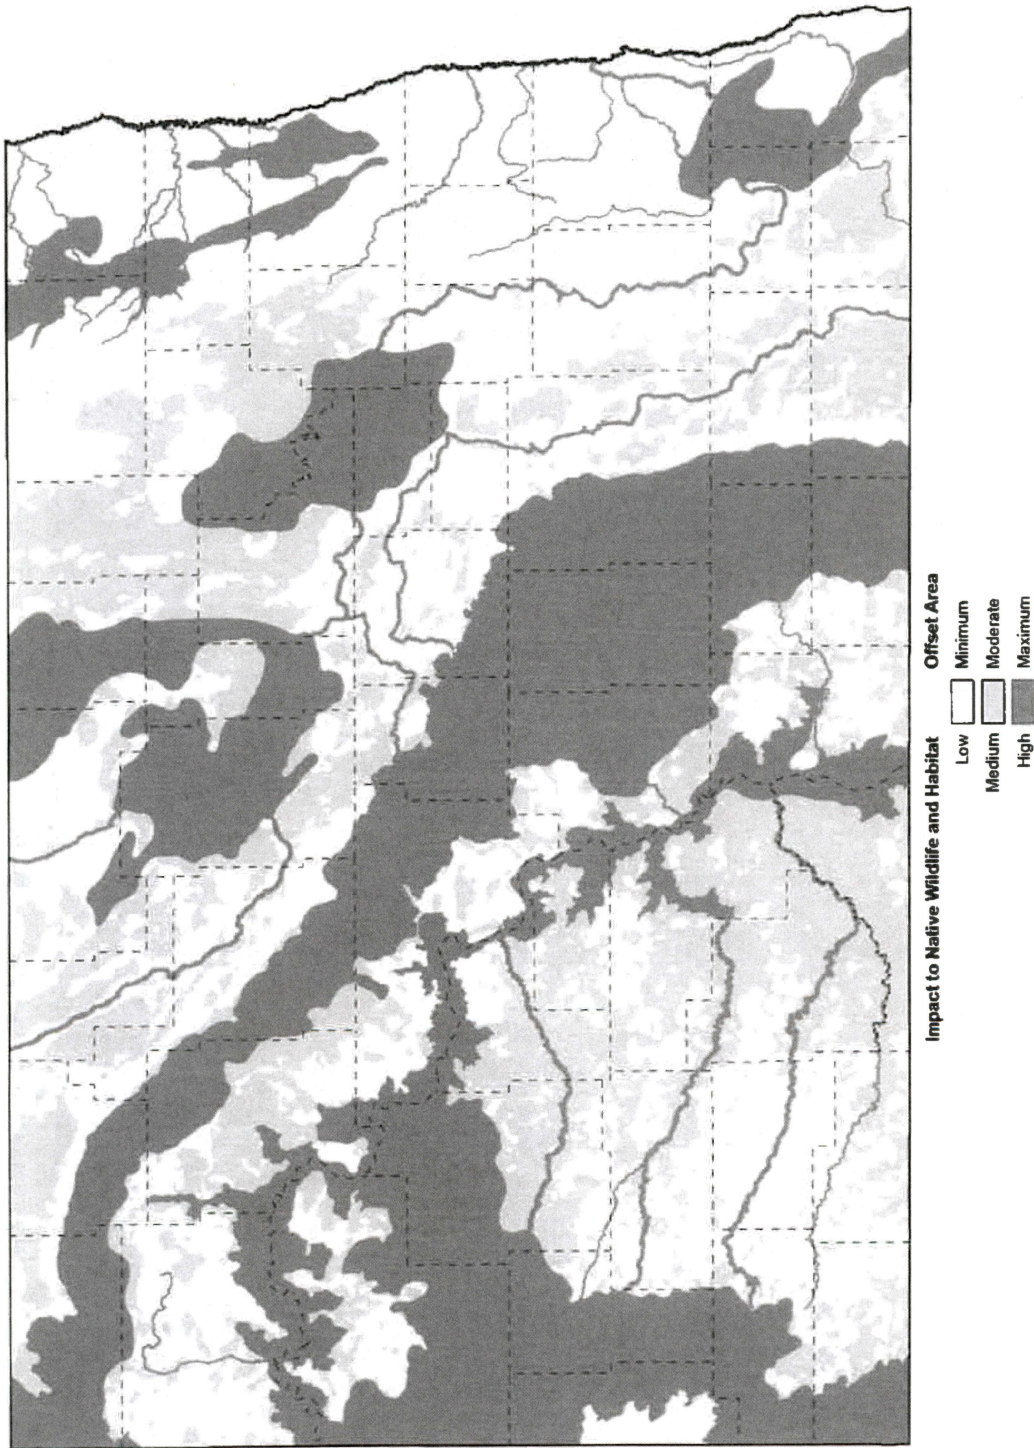 Impact to Native Wildlife and Habitat Offset Area
Low Minimum
Medium Moderate
High Maximum